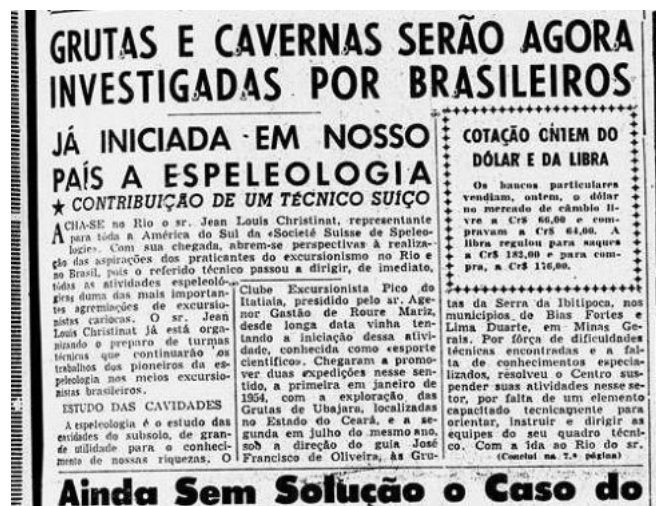 GRUTAS E CAVERNAS SERÃO AGORA
INVESTIGADAS POR BRASILEIROS
JÁ INICIADA EM NOSSO
PAÍS A ESPELEOLOGIA
★ CONTRIBUIÇÃO DE UM TÉCNICO SUÍÇO
ACHA-SE no Rio o sr. Jean Louis Christinat, representante
para tôda a América do Sul da «Societé Suisse de Speleo-
logie». Com sua chegada, abrem-se perspectivas à realiza-
ção das aspirações dos praticantes do excursionismo no Rio e
no Brasil, pois o referido técnico passou a dirigir, de imediato,
tôdas as atividades espeleoló-
gicas duma das mais importan-
tes agremiações de excursio-
nistas cariocas. O sr. Jean
Louis Christinat já está orga-
nizando o preparo de turmas
técnicas que continuarão os
trabalhos dos pioneiros da es-
peleologia nos meios excursio-
nistas brasileiros.
ESTUDO DAS CAVIDADES
A espeleologia é o estudo das
cavidades do subsolo, de gran-
de utilidade para o conheci-
mento de nossas riquezas. O
Clube Excursionista Pico do
Itatiaia, presidido pelo sr. Age-
nor Gastão de Roure Mariz,
desde longa data vinha ten-
tando a iniciação dessa ativi-
dade, conhecida como «esporte
científico». Chegaram a promo-
ver duas expedições nesse sen-
tido, a primeira em janeiro de
1954, com a exploração das
Grutas de Ubajara, localizadas
no Estado do Ceará, e a se-
gunda em julho do mesmo ano,
sob a direção do guia José
Francisco de Oliveira, às Gru-
COTAÇÃO ONTEM DO
DÓLAR E DA LIBRA
Os bancos particulares
vendiam, ontem, o dólar
no mercado de câmbio li-
vre a Cr$ 66,00 e com-
pravam a Cr$ 64,00. A
libra regulou para saques
a Cr$ 183,00 e para com-
pra, a Cr$ 176,00.
tas da Serra da Ibitipoca, nos
municípios de Bias Fortes e
Lima Duarte, em Minas Ge-
rais. Por fôrça de dificuldades
técnicas encontradas e a fal-
ta de conhecimentos especia-
lizados, resolveu o Centro sus-
pender suas atividades nesse se-
tor, por falta de um elemento
capacitado tecnicamente para
orientar, instruir e dirigir as
equipes do seu quadro técni-
co. Com a ida ao Rio do sr.
(Conclui na 7.ª página)
Ainda Sem Solução o Caso do